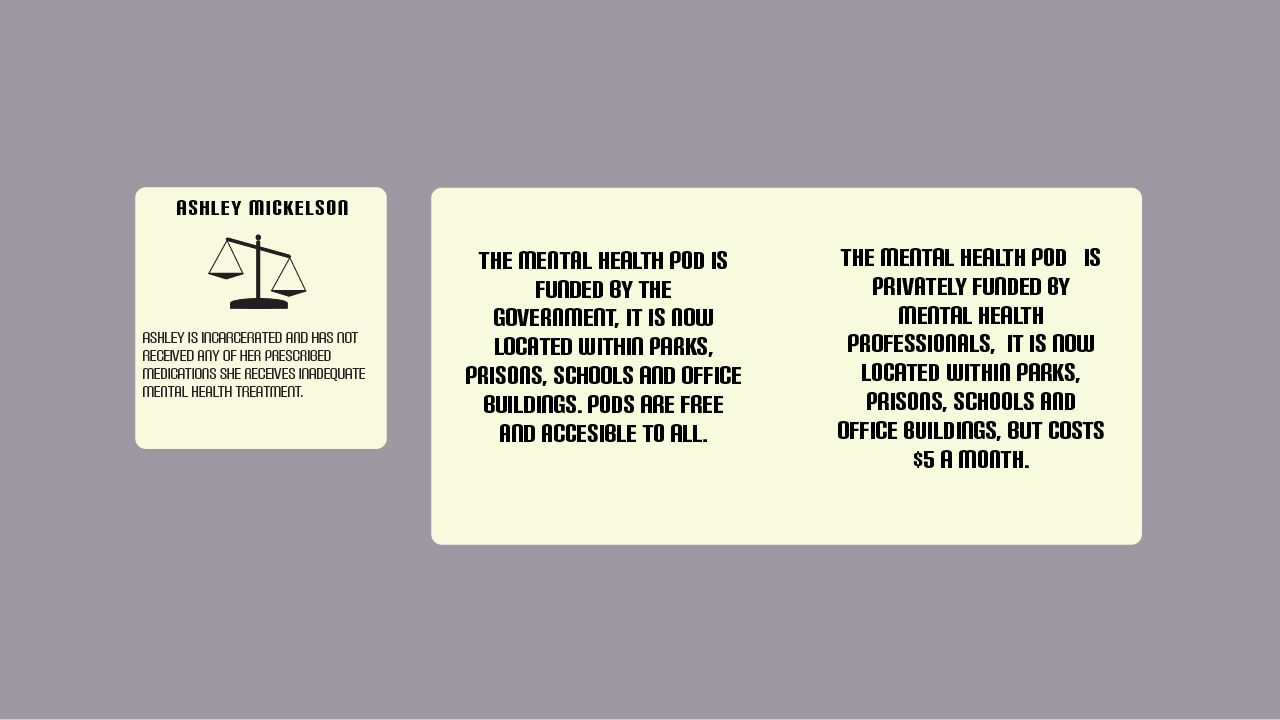 ASHLEY MICKELSON
ASHLEY IS INCARCERATED AND HAS NOT
RECEIVED ANY OF HER PRESCRIBED
MEDICATIONS SHE RECEIVES INADEQUATE
MENTAL HEALTH TREATMENT.
THE MENTAL HEALTH POD IS
FUNDED BY THE
GOVERNMENT, IT IS NOW
LOCATED WITHIN PARKS,
PRISONS, SCHOOLS AND OFFICE
BUILDINGS. PODS ARE FREE
AND ACCESIBLE TO ALL.
THE MENTAL HEALTH POD IS
PRIVATELY FUNDED BY
MENTAL HEALTH
PROFESSIONALS, IT IS NOW
LOCATED WITHIN PARKS,
PRISONS, SCHOOLS AND
OFFICE BUILDINGS, BUT COSTS
$5 A MONTH.